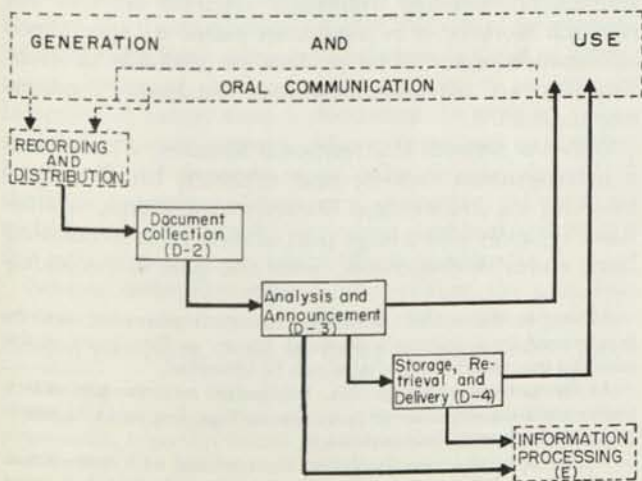 GENERATION AND USE
ORAL COMMUNICATION
RECORDING
AND
DISTRIBUTION
Document
Collection
(D-2)
Analysis and
Announcement
(D-3)
Storage, Re-
trieval and
Delivery (D-4)
INFORMATION
PROCESSING
(E)